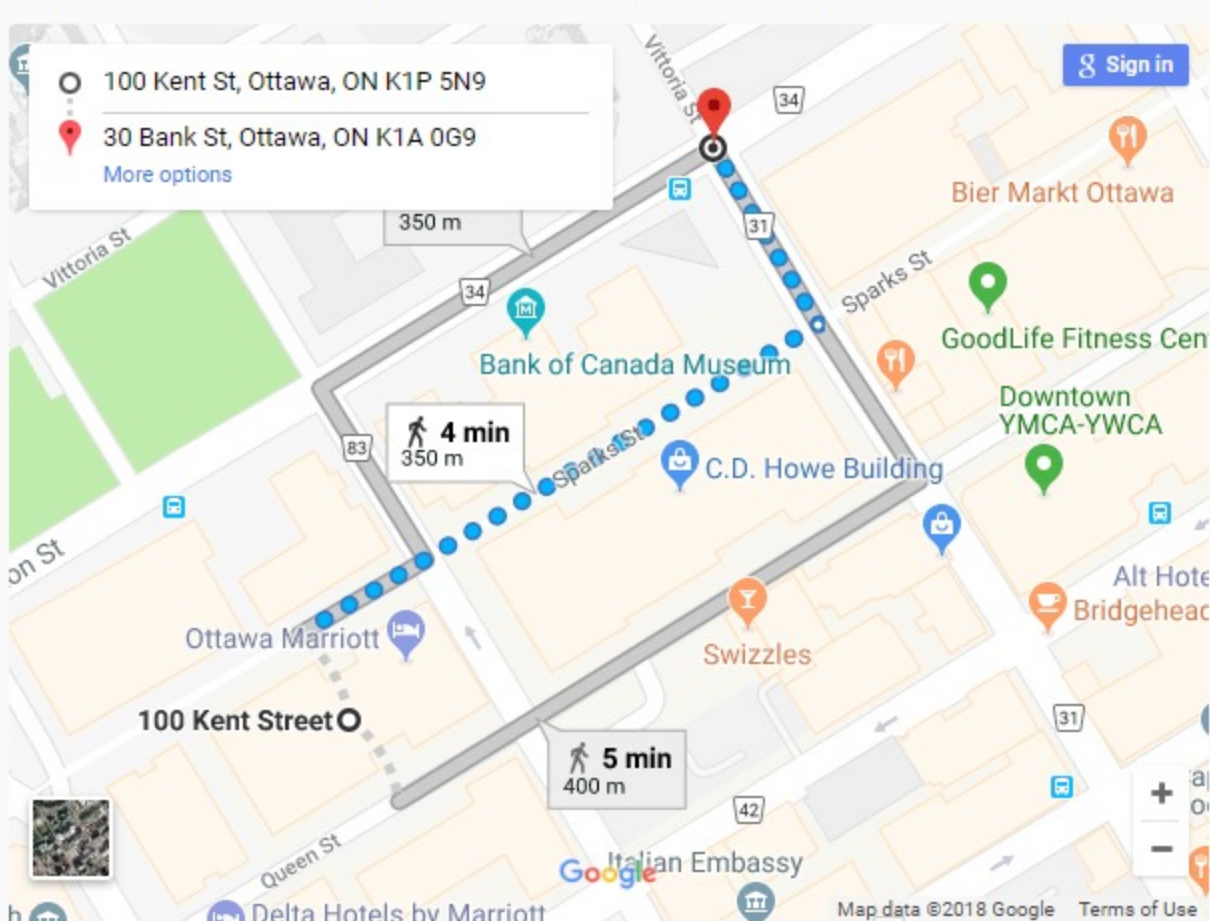 100 Kent St, Ottawa, ON K1P 5N9
30 Bank St, Ottawa, ON K1A 0G9
More options
Sign in
Vittoria St
34
Bier Markt Ottawa
350 m
31
Vittoria St
Sparks St
34
GoodLife Fitness Cen
Bank of Canada Museum
Downtown
YMCA-YWCA
4 min
350 m
83
Sparks St
C.D. Howe Building
on St
Alt Hote
Bridgehead
Ottawa Marriott
Swizzles
100 Kent Street
31
5 min
400 m
42
Queen St
Italian Embassy
Google
Delta Hotels by Marriott
Map data ©2018 Google Terms of Use